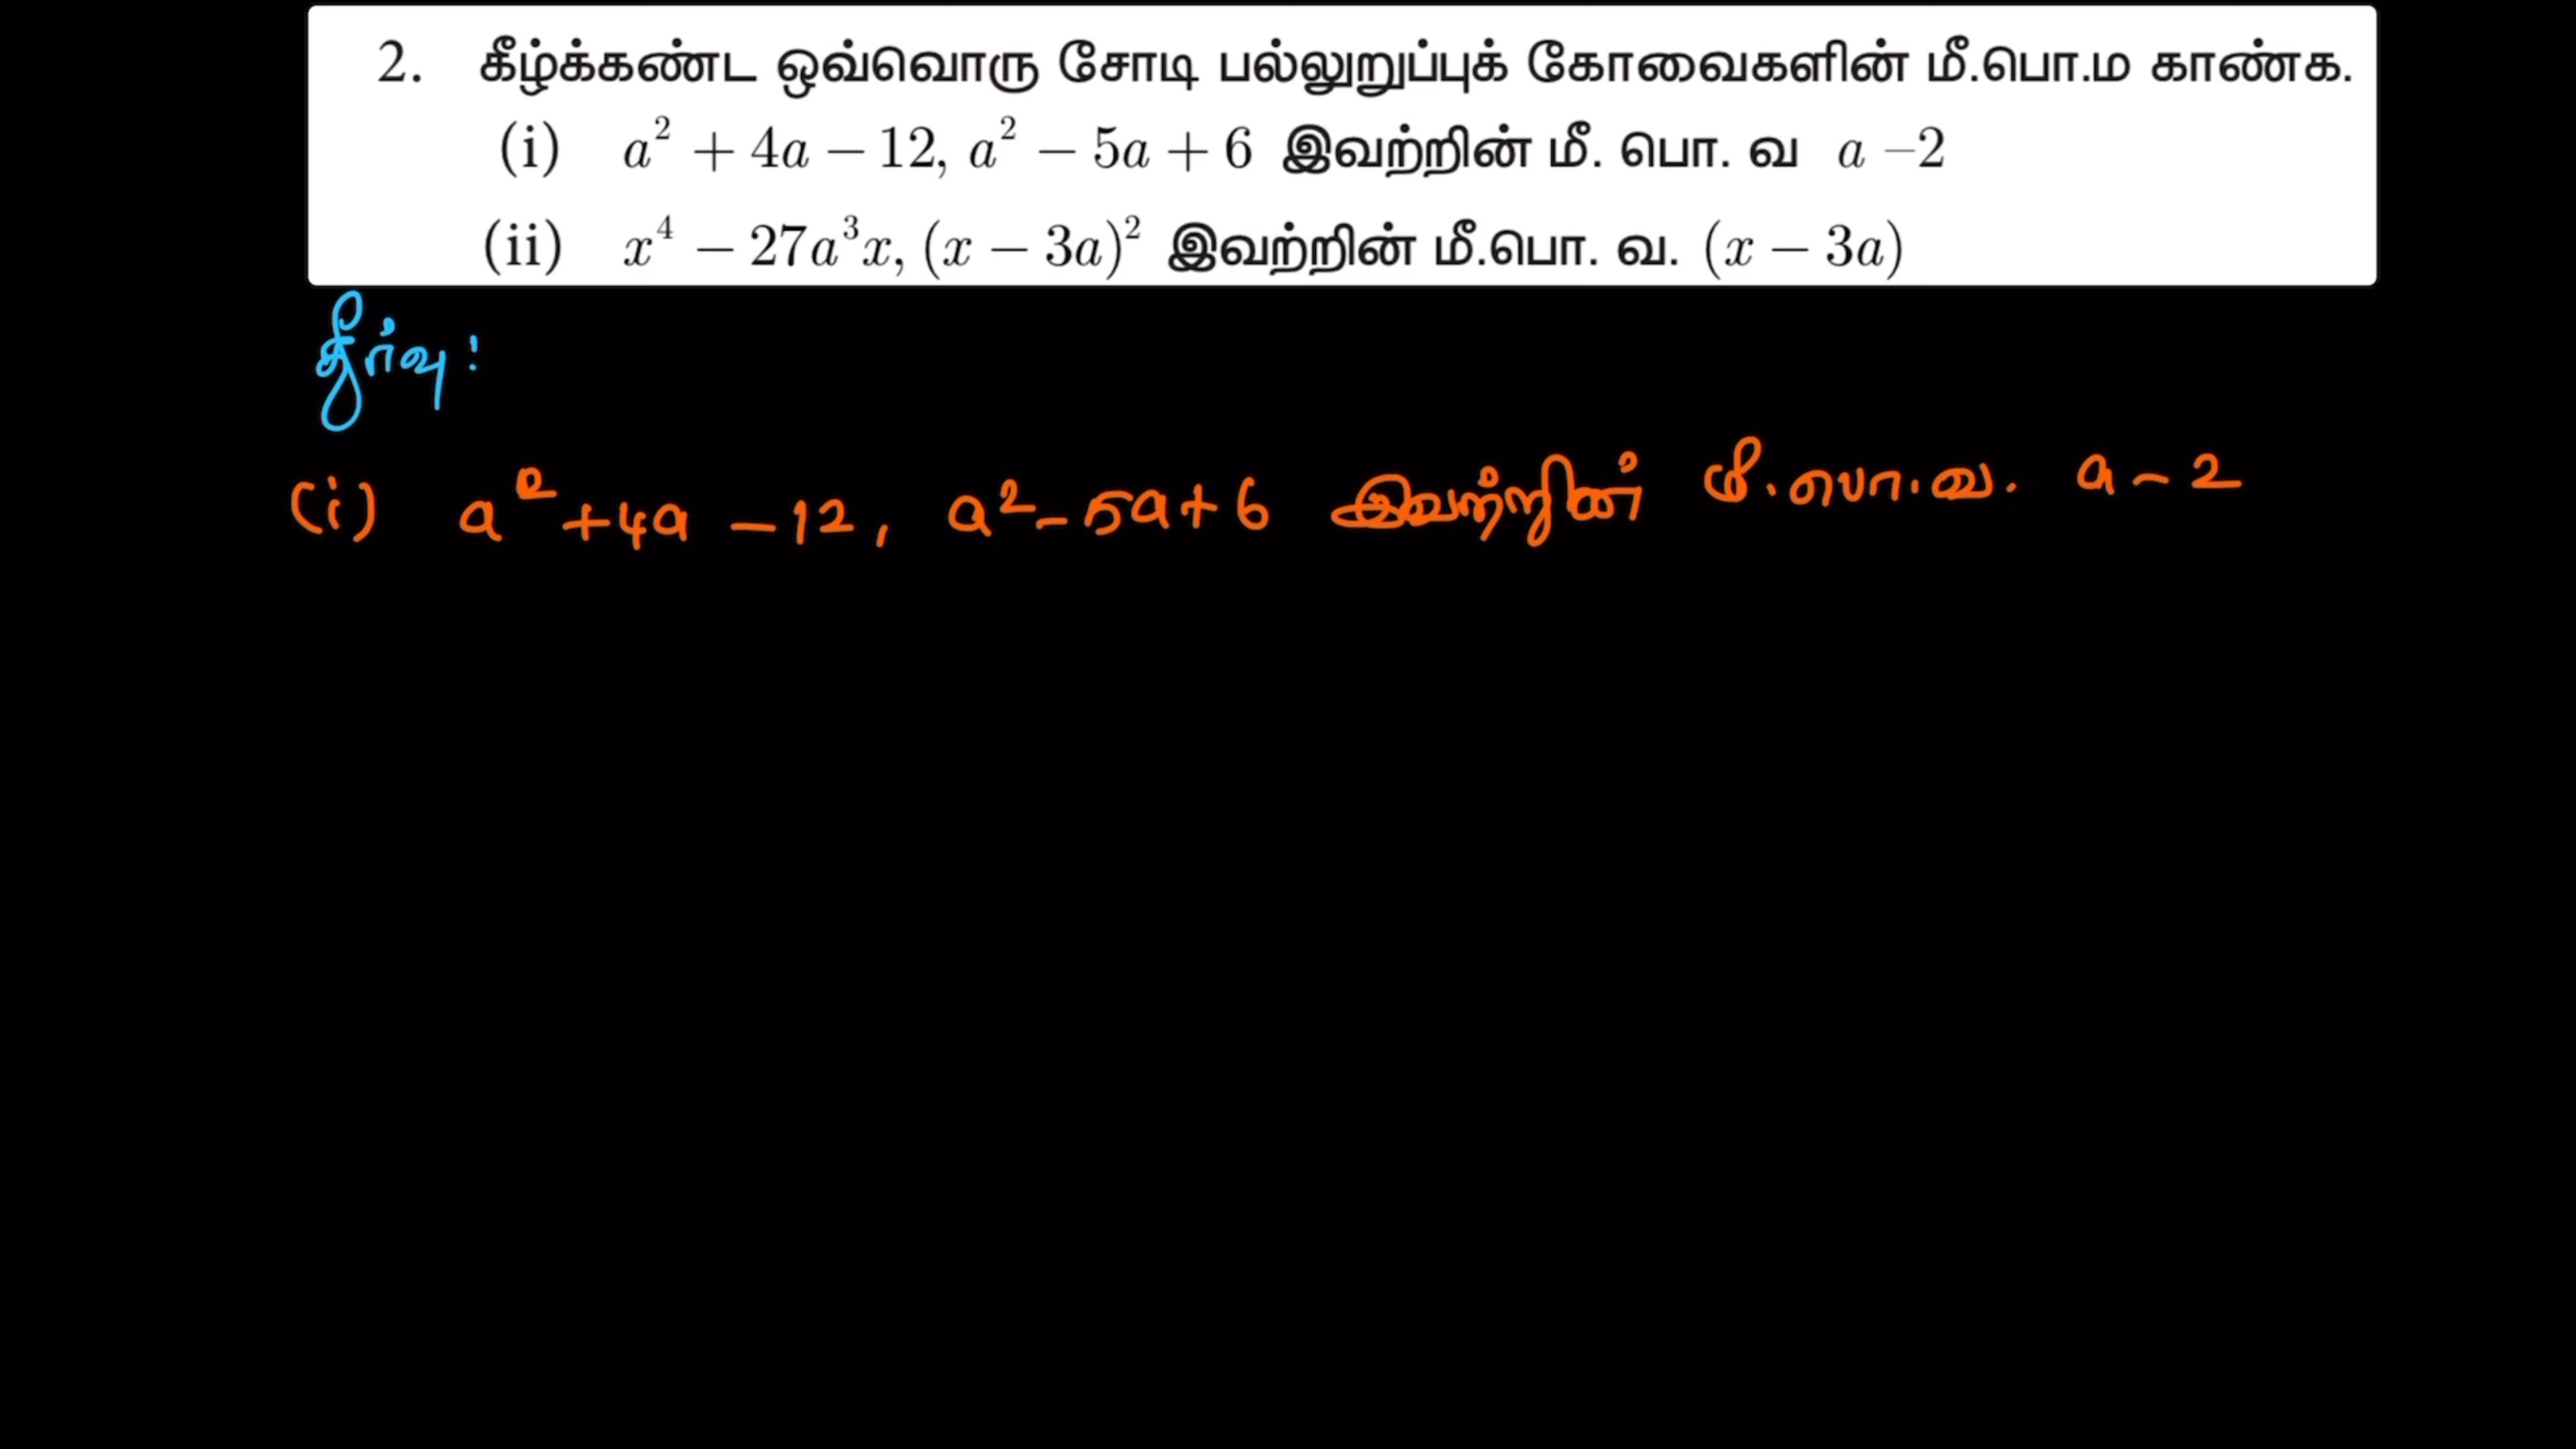 2. கீழ்க்கண்ட ஒவ்வொரு சோடி பல்லுறுப்புக் கோவைகளின் மீ.பொ.ம காண்க.
(i) a² + 4a – 12, a² – 5a + 6 இவற்றின் மீ. பொ. வ a –2
(ii) x⁴ – 27a³x, (x – 3a)² இவற்றின் மீ.பொ. வ. (x – 3a)
தீர்வு:
(i) a² + 4a – 12, a² – 5a + 6 இவற்றின் மீ.பொ.வ. a – 2